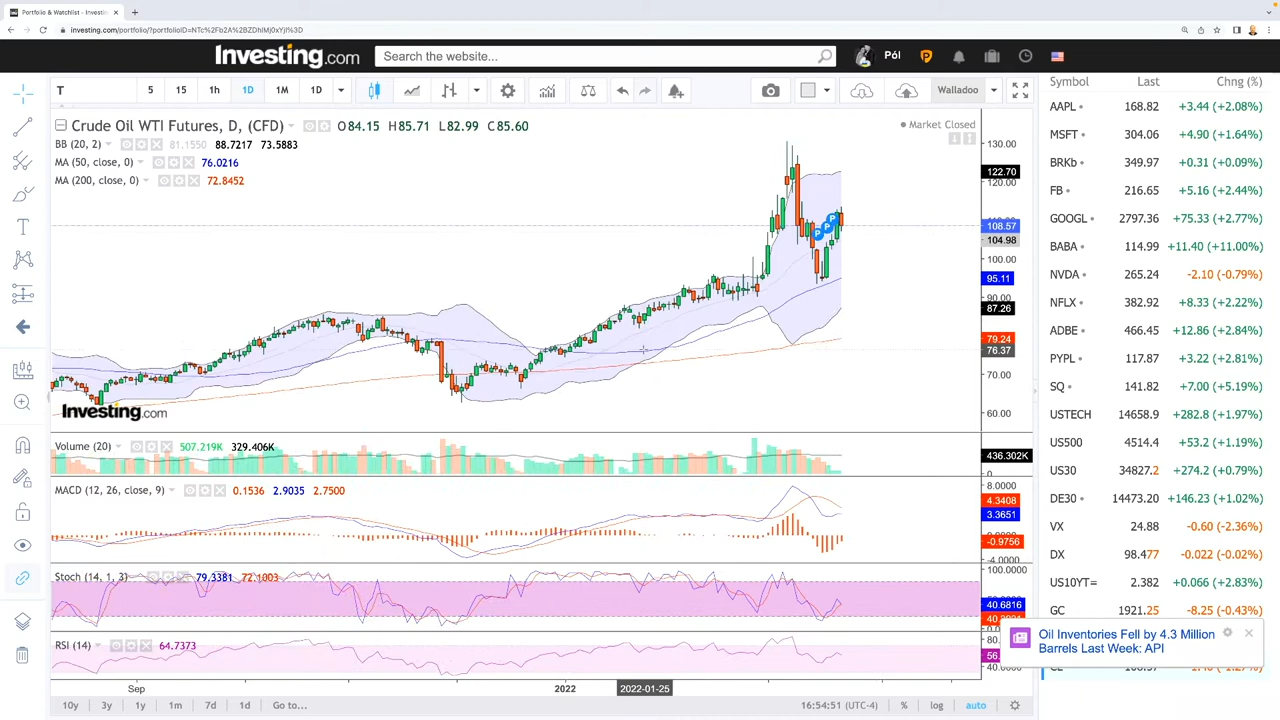 Portfolio & Watchlist - Investi
investing.com/portfolio/?portfolioID=NTc%2Fb2A%2BZDhlMj0xYjI%3D
Investing.com
Search the website...
Pól
T
5 15 1h 1D 1M 1D
Walladoo
Crude Oil WTI Futures, D, (CFD)
O84.15 H85.71 L82.99 C85.60
Market Closed
BB (20, 2) 81.1550 88.7217 73.5883
MA (50, close, 0) 76.0216
MA (200, close, 0) 72.8452
130.00
122.70
120.00
108.57
104.98
100.00
95.11
90.00
87.26
79.24
76.37
70.00
60.00
P P P
Investing.com
Volume (20) 507.219K 329.406K
436.302K
0
MACD (12, 26, close, 9) 0.1536 2.9035 2.7500
8.0000
4.3408
3.3651
-0.9756
-4.0000
Stoch (14, 1, 3) 79.3381 72.1003
100.0000
40.6816
RSI (14) 64.7373
80.
56.
40.0000
Sep 2022 2022-01-25
10y 3y 1y 1m 7d 1d Go to...
16:54:51 (UTC-4) % log auto
Symbol Last Chng (%)
AAPL 168.82 +3.44 (+2.08%)
MSFT 304.06 +4.90 (+1.64%)
BRKb 349.97 +0.31 (+0.09%)
FB 216.65 +5.16 (+2.44%)
GOOGL 2797.36 +75.33 (+2.77%)
BABA 114.99 +11.40 (+11.00%)
NVDA 265.24 -2.10 (-0.79%)
NFLX 382.92 +8.33 (+2.22%)
ADBE 466.45 +12.86 (+2.84%)
PYPL 117.87 +3.22 (+2.81%)
SQ 141.82 +7.00 (+5.19%)
USTECH 14658.9 +282.8 (+1.97%)
US500 4514.4 +53.2 (+1.19%)
US30 34827.2 +274.2 (+0.79%)
DE30 14473.20 +146.23 (+1.02%)
VX 24.88 -0.60 (-2.36%)
DX 98.477 -0.022 (-0.02%)
US10YT= 2.382 +0.066 (+2.83%)
GC 1921.25 -8.25 (-0.43%)
Oil Inventories Fell by 4.3 Million
Barrels Last Week: API